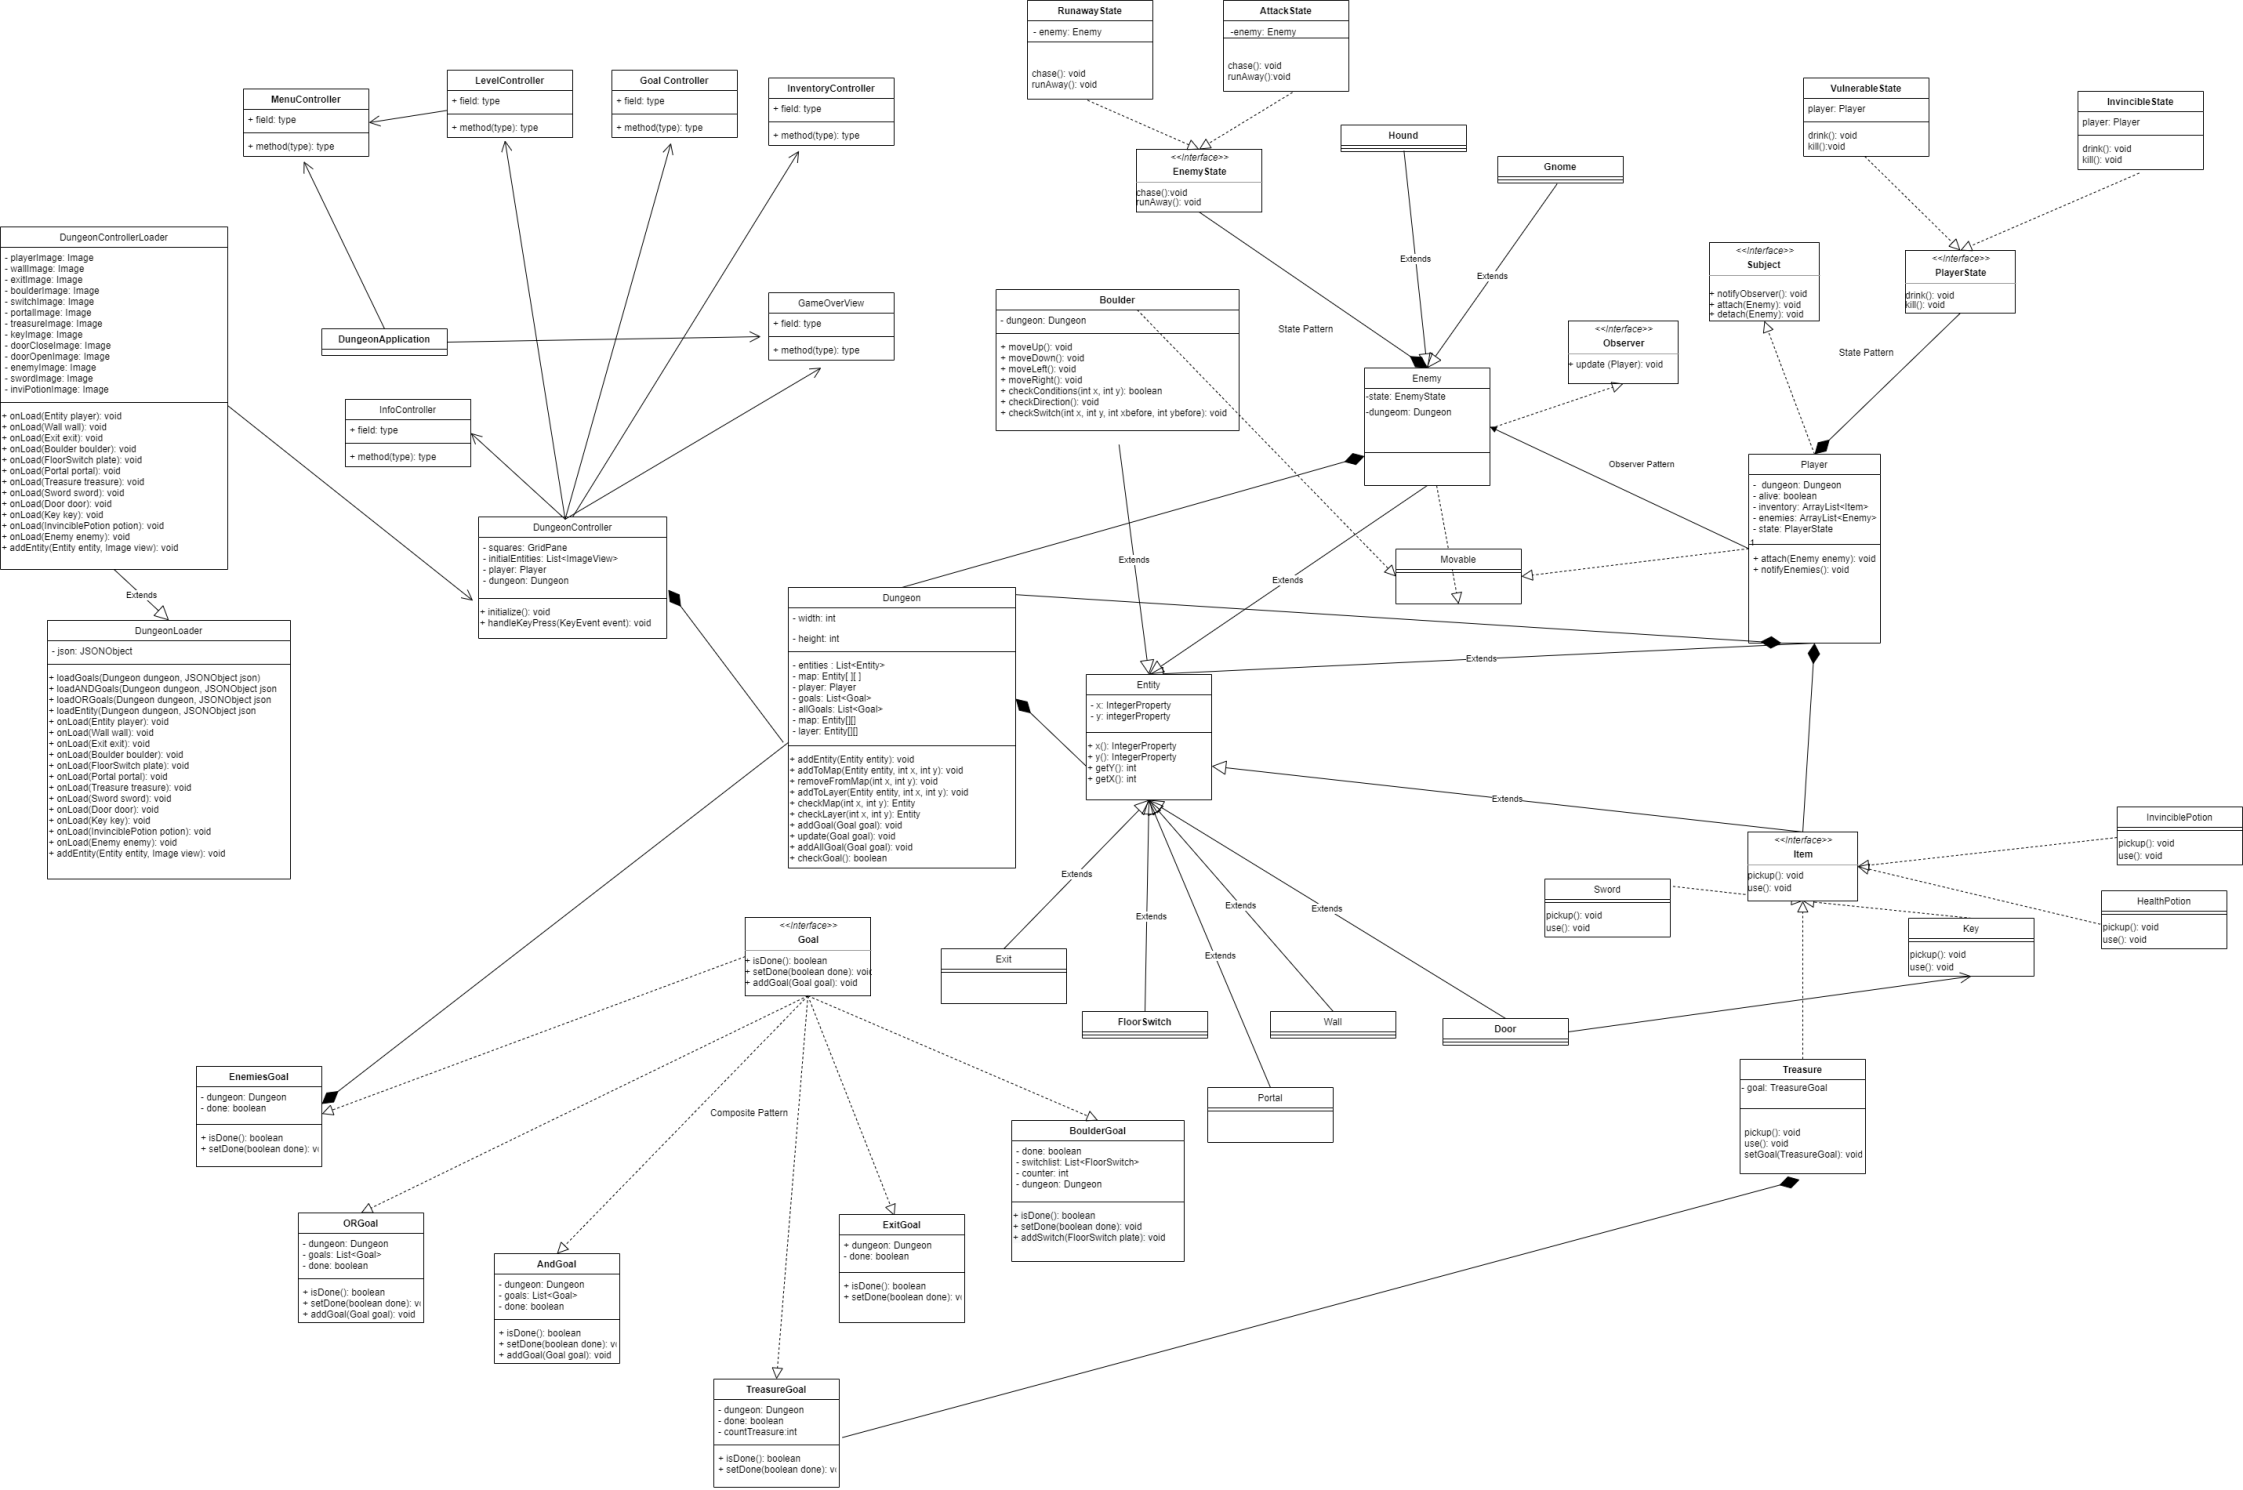 RunawayState
- enemy: Enemy
chase(): void
runAway(): void
AttackState
-enemy: Enemy
chase(): void
runAway():void
MenuController
+ field: type
+ method(type): type
LevelController
+ field: type
+ method(type): type
Goal Controller
+ field: type
+ method(type): type
InventoryController
+ field: type
+ method(type): type
<<Interface>>
EnemyState
chase():void
runAway(): void
Hound
Gnome
VulnerableState
player: Player
drink(): void
kill():void
InvincibleState
player: Player
drink(): void
kill(): void
<<Interface>>
Subject
+ notifyObserver(): void
+ attach(Enemy): void
+ detach(Enemy): void
<<Interface>>
PlayerState
drink(): void
kill(): void
DungeonControllerLoader
- playerImage: Image
- wallImage: Image
- exitImage: Image
- boulderImage: Image
- switchImage: Image
- portalImage: Image
- treasureImage: Image
- keyImage: Image
- doorCloseImage: Image
- doorOpenImage: Image
- enemyImage: Image
- swordImage: Image
- inviPotionImage: Image
+ onLoad(Entity player): void
+ onLoad(Wall wall): void
+ onLoad(Exit exit): void
+ onLoad(Boulder boulder): void
+ onLoad(FloorSwitch plate): void
+ onLoad(Portal portal): void
+ onLoad(Treasure treasure): void
+ onLoad(Sword sword): void
+ onLoad(Door door): void
+ onLoad(Key key): void
+ onLoad(InvinciblePotion potion): void
+ onLoad(Enemy enemy): void
+ addEntity(Entity entity, Image view): void
DungeonApplication
GameOverView
+ field: type
+ method(type): type
InfoController
+ field: type
+ method(type): type
Boulder
- dungeon: Dungeon
+ moveUp(): void
+ moveDown(): void
+ moveLeft(): void
+ moveRight(): void
+ checkConditions(int x, int y): boolean
+ checkDirection(): void
+ checkSwitch(int x, int y, int xbefore, int ybefore): void
Extends
Extends
State Pattern
<<Interface>>
Observer
+ update (Player): void
State Pattern
Enemy
-state: EnemyState
-dungeom: Dungeon
Observer Pattern
Player
- dungeon: Dungeon
- alive: boolean
- inventory: ArrayList<Item>
- enemies: ArrayList<Enemy>
- state: PlayerState
1
+ attach(Enemy enemy): void
+ notifyEnemies(): void
DungeonController
- squares: GridPane
- initialEntities: List<ImageView>
- player: Player
- dungeon: Dungeon
+ initialize(): void
+ handleKeyPress(KeyEvent event): void
Extends
Extends
Extends
Movable
Extends
DungeonLoader
- json: JSONObject
+ loadGoals(Dungeon dungeon, JSONObject json)
+ loadANDGoals(Dungeon dungeon, JSONObject json
+ loadORGoals(Dungeon dungeon, JSONObject json
+ loadEntity(Dungeon dungeon, JSONObject json
+ onLoad(Entity player): void
+ onLoad(Wall wall): void
+ onLoad(Exit exit): void
+ onLoad(Boulder boulder): void
+ onLoad(FloorSwitch plate): void
+ onLoad(Portal portal): void
+ onLoad(Treasure treasure): void
+ onLoad(Sword sword): void
+ onLoad(Door door): void
+ onLoad(Key key): void
+ onLoad(InvinciblePotion potion): void
+ onLoad(Enemy enemy): void
+ addEntity(Entity entity, Image view): void
Dungeon
- width: int
- height: int
- entities : List<Entity>
- map: Entity[ ][ ]
- player: Player
- goals: List<Goal>
- allGoals: List<Goal>
- map: Entity[][]
- layer: Entity[][]
+ addEntity(Entity entity): void
+ addToMap(Entity entity, int x, int y): void
+ removeFromMap(int x, int y): void
+ addToLayer(Entity entity, int x, int y): void
+ checkMap(int x, int y): Entity
+ checkLayer(int x, int y): Entity
+ addGoal(Goal goal): void
+ update(Goal goal): void
+ addAllGoal(Goal goal): void
+ checkGoal(): boolean
Entity
- x: IntegerProperty
- y: integerProperty
+ x(): IntegerProperty
+ y(): IntegerProperty
+ getY(): int
+ getX(): int
Extends
<<Interface>>
Item
pickup(): void
use(): void
InvinciblePotion
pickup(): void
use(): void
HealthPotion
pickup(): void
use(): void
Sword
pickup(): void
use(): void
Key
pickup(): void
use(): void
Extends
Extends
Extends
Extends
Extends
<<Interface>>
Goal
+ isDone(): boolean
+ setDone(boolean done): void
+ addGoal(Goal goal): void
Exit
FloorSwitch
Wall
Door
Portal
EnemiesGoal
- dungeon: Dungeon
- done: boolean
+ isDone(): boolean
+ setDone(boolean done): v
Composite Pattern
BoulderGoal
- done: boolean
- switchlist: List<FloorSwitch>
- counter: int
- dungeon: Dungeon
+ isDone(): boolean
+ setDone(boolean done): void
+ addSwitch(FloorSwitch plate): void
Treasure
- goal: TreasureGoal
pickup(): void
use(): void
setGoal(TreasureGoal): void
ORGoal
- dungeon: Dungeon
- goals: List<Goal>
- done: boolean
+ isDone(): boolean
+ setDone(boolean done): v
+ addGoal(Goal goal): void
AndGoal
- dungeon: Dungeon
- goals: List<Goal>
- done: boolean
+ isDone(): boolean
+ setDone(boolean done): v
+ addGoal(Goal goal): void
ExitGoal
+ dungeon: Dungeon
- done: boolean
+ isDone(): boolean
+ setDone(boolean done): v
TreasureGoal
- dungeon: Dungeon
- done: boolean
- countTreasure:int
+ isDone(): boolean
+ setDone(boolean done): v